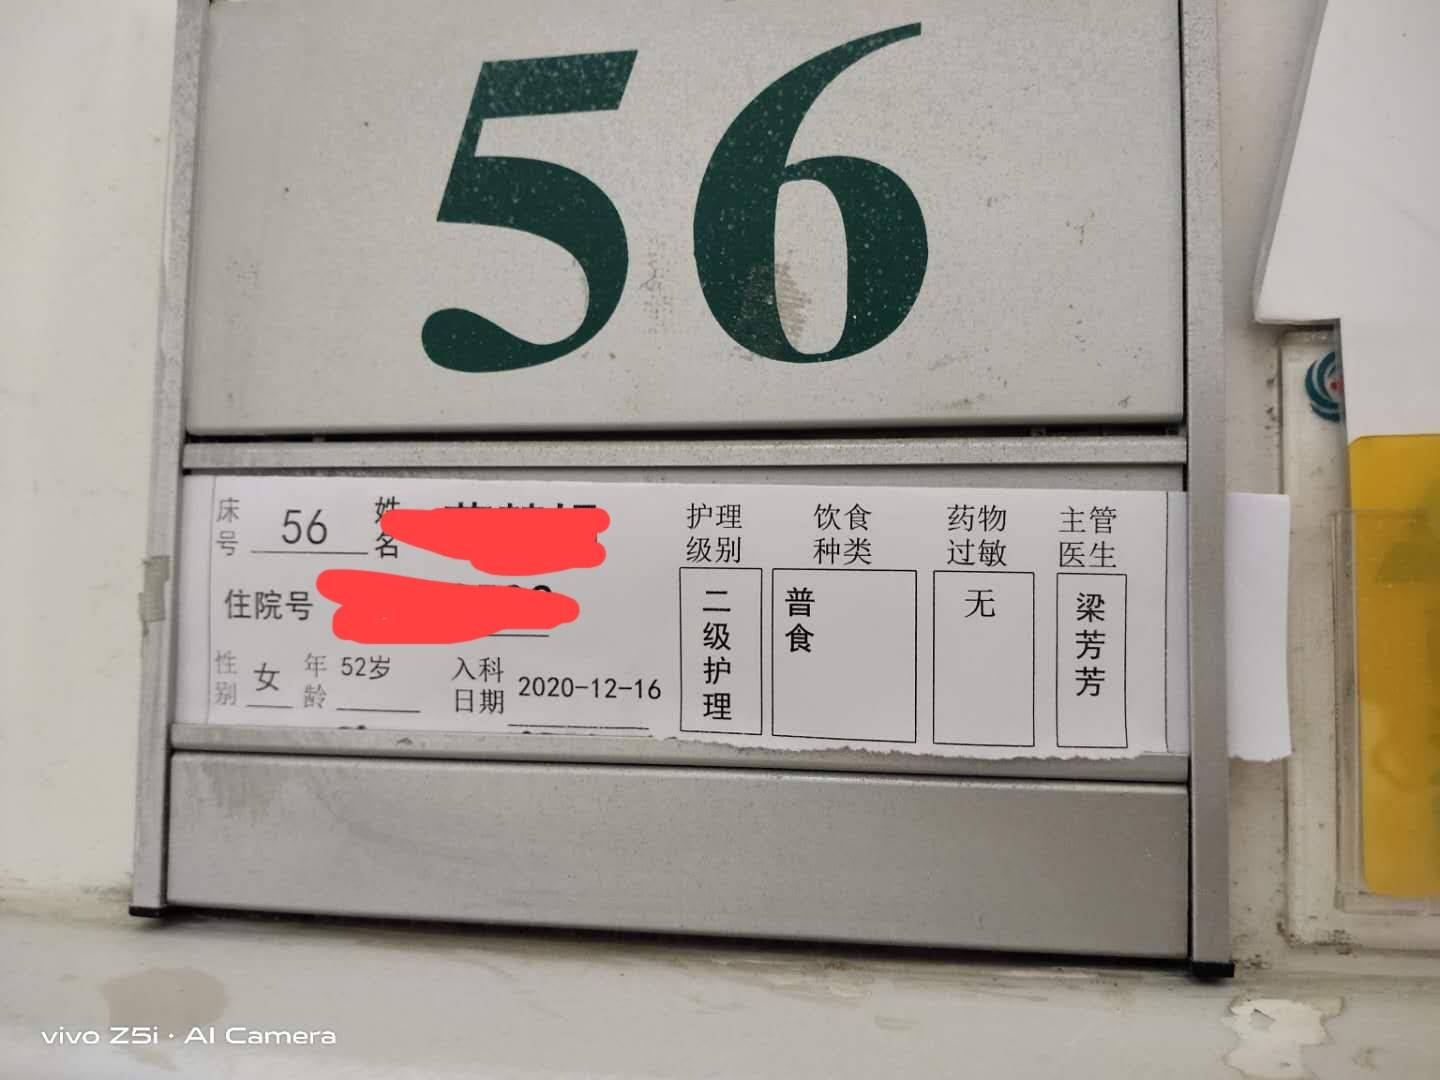 56
床号 56 姓名
住院号
性别 女 年龄 52岁 入科日期 2020-12-16
护理级别 二级护理
饮食种类 普食
药物过敏 无
主管医生 梁芳芳
vivo Z5i · AI Camera